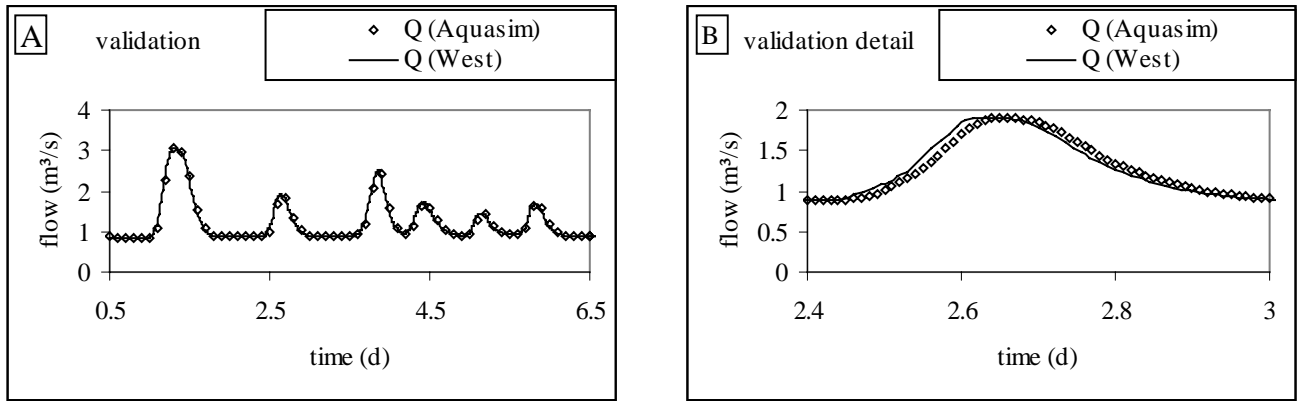 A validation
Q (Aquasim)
Q (West)
flow (m³/s)
4
3
2
1
0
0.5 2.5 4.5 6.5
time (d)
B validation detail
Q (Aquasim)
Q (West)
flow (m³/s)
2
1.5
1
0.5
0
2.4 2.6 2.8 3
time (d)